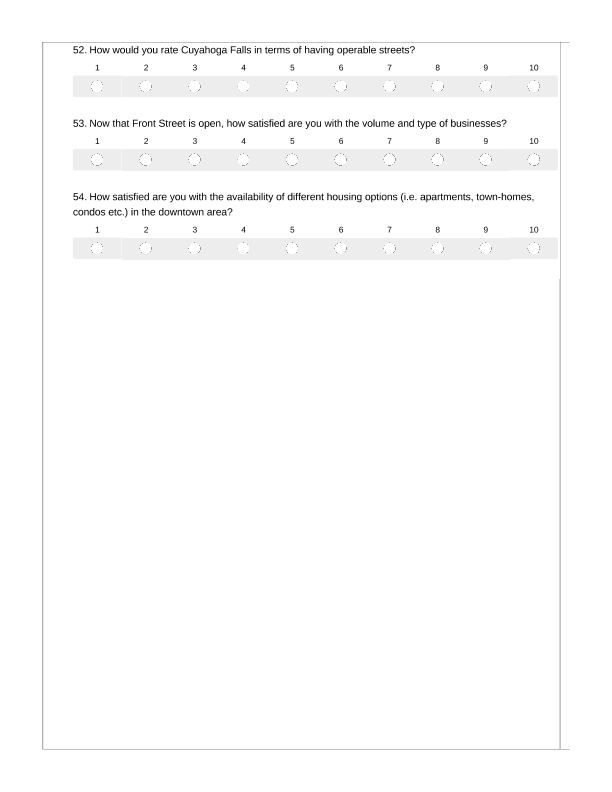 52. How would you rate Cuyahoga Falls in terms of having operable streets?
1 2 3 4 5 6 7 8 9 10
53. Now that Front Street is open, how satisfied are you with the volume and type of businesses?
1 2 3 4 5 6 7 8 9 10
54. How satisfied are you with the availability of different housing options (i.e. apartments, town-homes,
condos etc.) in the downtown area?
1 2 3 4 5 6 7 8 9 10